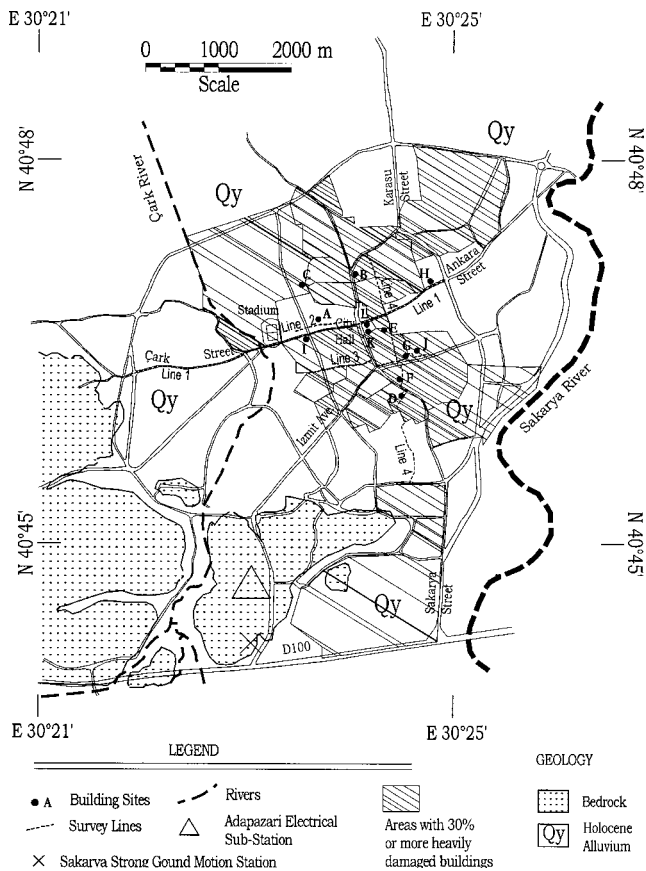 E 30°21'
E 30°25'
0 1000 2000 m
Scale
N 40°48'
N 40°48'
Qy
Qy
Çark River
Karasu
Street
Ankara
Street
C
B
H
Line 4
Line 1
Stadium
A
Line 2
City
Hall
E
I
G
J
Line 3
Çark
Street
Line 1
Qy
F
D
Qy
Izmit Ave.
Line 4
Sakarya River
N 40°45'
N 40°45'
Qy
Sakarya
Street
D100
E 30°21'
E 30°25'
LEGEND
GEOLOGY
A Building Sites
Rivers
Bedrock
Survey Lines
Adapazari Electrical
Sub-Station
Areas with 30%
or more heavily
damaged buildings
Qy
Holocene
Alluvium
Sakarva Strong Gound Motion Station